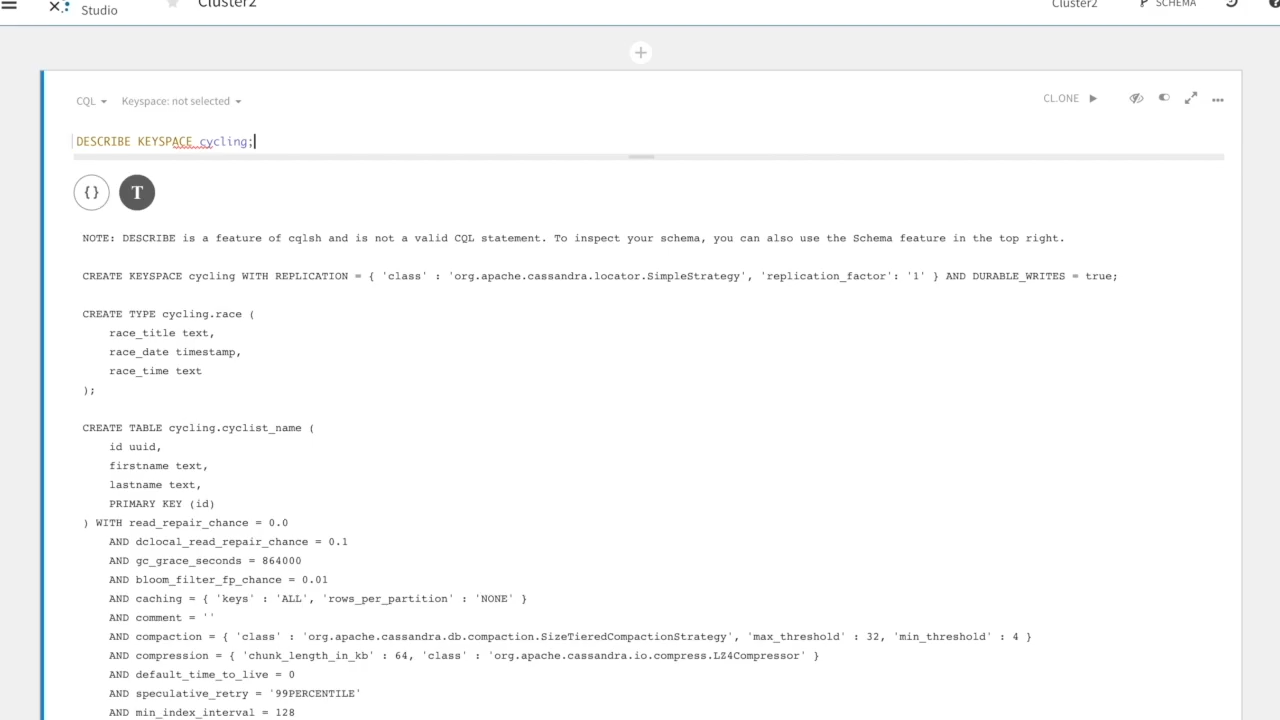 Studio
Cluster2
Cluster2
SCHEMA
CQL
Keyspace: not selected
CL.ONE
DESCRIBE KEYSPACE cycling;
{ }
T
NOTE: DESCRIBE is a feature of cqlsh and is not a valid CQL statement. To inspect your schema, you can also use the Schema feature in the top right.
CREATE KEYSPACE cycling WITH REPLICATION = { 'class' : 'org.apache.cassandra.locator.SimpleStrategy', 'replication_factor': '1' } AND DURABLE_WRITES = true;
CREATE TYPE cycling.race (
    race_title text,
    race_date timestamp,
    race_time text
);
CREATE TABLE cycling.cyclist_name (
    id uuid,
    firstname text,
    lastname text,
    PRIMARY KEY (id)
) WITH read_repair_chance = 0.0
    AND dclocal_read_repair_chance = 0.1
    AND gc_grace_seconds = 864000
    AND bloom_filter_fp_chance = 0.01
    AND caching = { 'keys' : 'ALL', 'rows_per_partition' : 'NONE' }
    AND comment = ''
    AND compaction = { 'class' : 'org.apache.cassandra.db.compaction.SizeTieredCompactionStrategy', 'max_threshold' : 32, 'min_threshold' : 4 }
    AND compression = { 'chunk_length_in_kb' : 64, 'class' : 'org.apache.cassandra.io.compress.LZ4Compressor' }
    AND default_time_to_live = 0
    AND speculative_retry = '99PERCENTILE'
    AND min_index_interval = 128